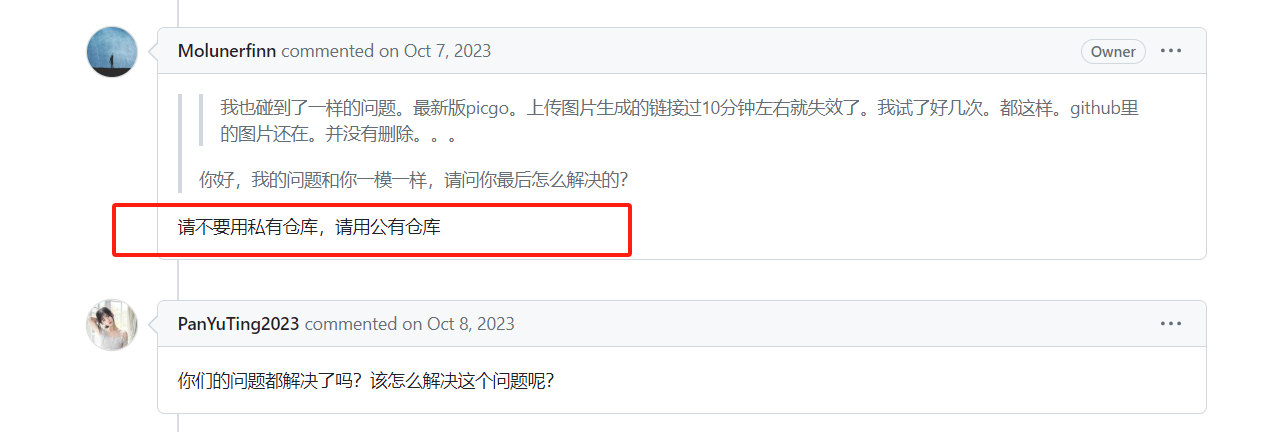 Molunerfinn commented on Oct 7, 2023
Owner
我也碰到了一样的问题。最新版picgo。上传图片生成的链接过10分钟左右就失效了。我试了好几次。都这样。github里
的图片还在。并没有删除。。。
你好，我的问题和你一模一样，请问你最后怎么解决的？
请不要用私有仓库，请用公有仓库
PanYuTing2023 commented on Oct 8, 2023
你们的问题都解决了吗？该怎么解决这个问题呢？